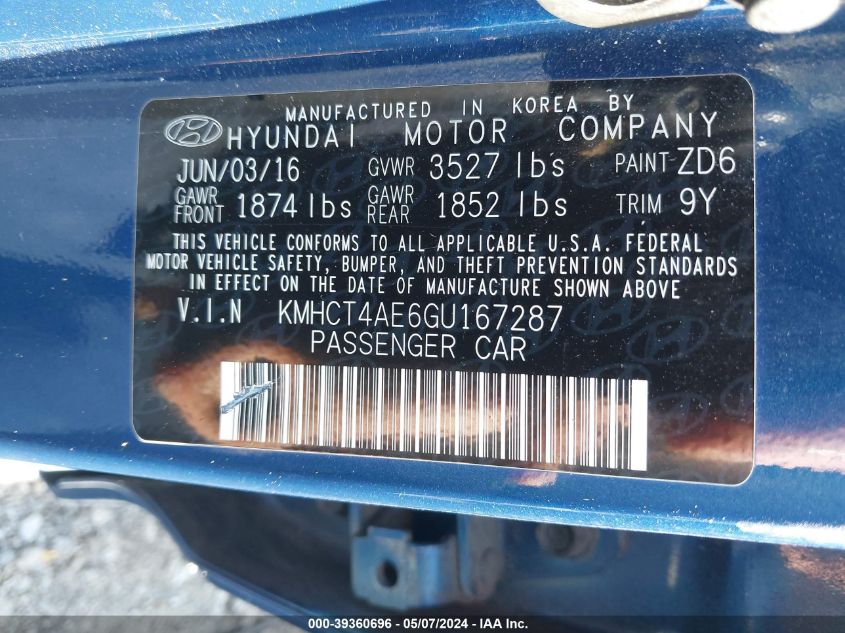 MANUFACTURED IN KOREA BY
HYUNDAI MOTOR COMPANY
JUN/03/16 GVWR 3527 lbs PAINT-ZD6
GAWR FRONT 1874 lbs GAWR REAR 1852 lbs TRIM 9Y
THIS VEHICLE CONFORMS TO ALL APPLICABLE U.S.A. FEDERAL
MOTOR VEHICLE SAFETY, BUMPER, AND THEFT PREVENTION STANDARDS
IN EFFECT ON THE DATE OF MANUFACTURE SHOWN ABOVE
V.I.N KMHCT4AE6GU167287
PASSENGER CAR
000-39360696 - 05/07/2024 - IAA Inc.